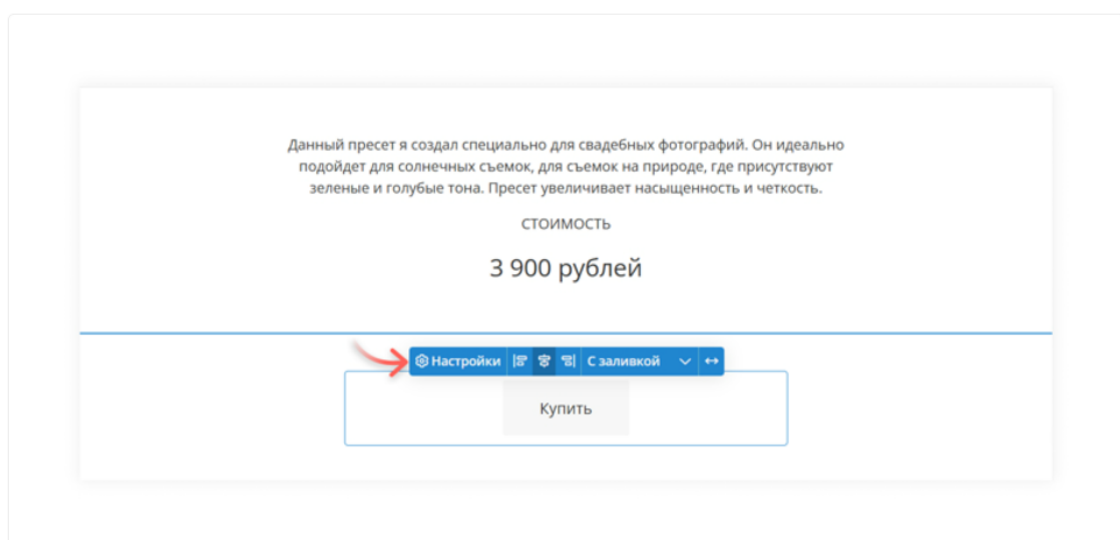 Данный пресет я создал специально для свадебных фотографий. Он идеально
подойдет для солнечных съемок, для съемок на природе, где присутствуют
зеленые и голубые тона. Пресет увеличивает насыщенность и четкость.
СТОИМОСТЬ
3 900 рублей
Настройки С заливкой
Купить